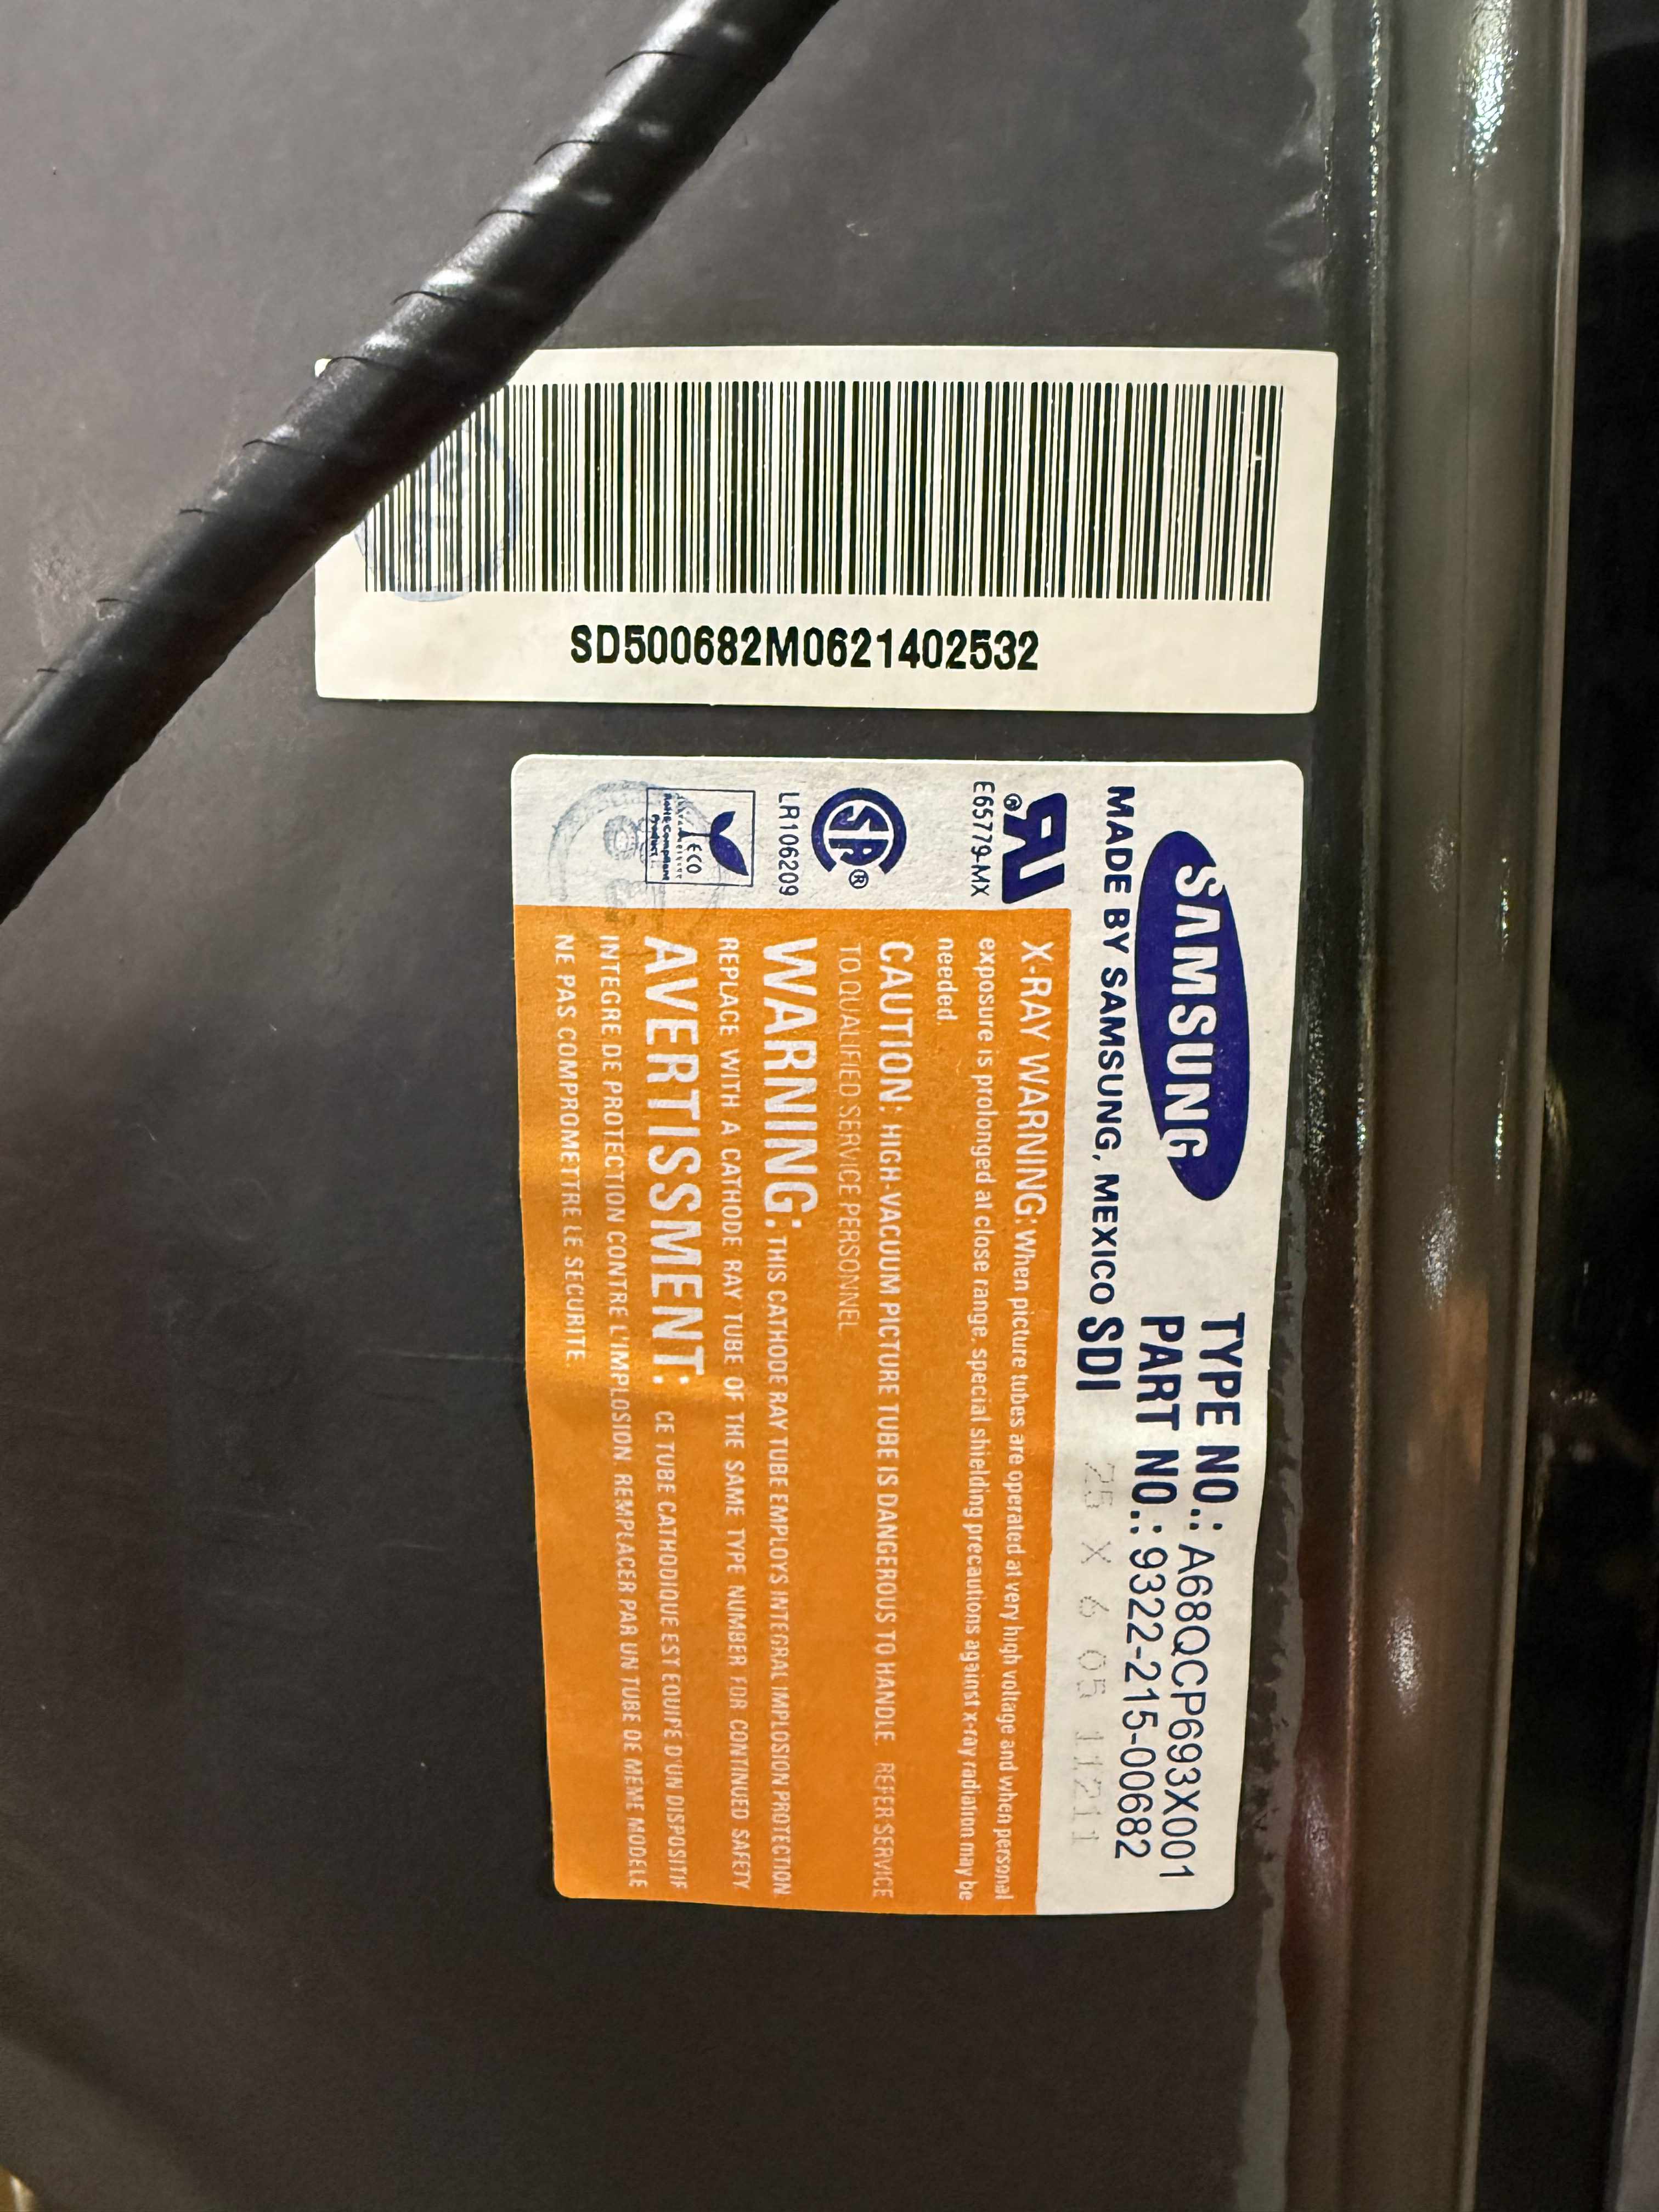 SD500682M0621402532
SAMSUNG
TYPE NO.: A68QCP693X001
PART NO.: 9322-215-00682
MADE BY SAMSUNG, MEXICO SDI
25 X 6 05 11211
E65779-MX
LR106209
ECO
RoHS Compliant
Product
X-RAY WARNING: When picture tubes are operated at very high voltage and when personal
exposure is prolonged at close range, special shielding precautions against x-ray radiation may be
needed.
CAUTION: HIGH-VACUUM PICTURE TUBE IS DANGEROUS TO HANDLE. REFER SERVICE
TO QUALIFIED SERVICE PERSONNEL
WARNING: THIS CATHODE RAY TUBE EMPLOYS INTEGRAL IMPLOSION PROTECTION
REPLACE WITH A CATHODE RAY TUBE OF THE SAME TYPE NUMBER FOR CONTINUED SAFETY
AVERTISSMENT: CE TUBE CATHODIQUE EST EQUIPE D'UN DISPOSITIF
INTEGRE DE PROTECTION CONTRE L'IMPLOSION REMPLACER PAR UN TUBE DE MEME MODELE
NE PAS COMPROMETTRE LE SECURITE.